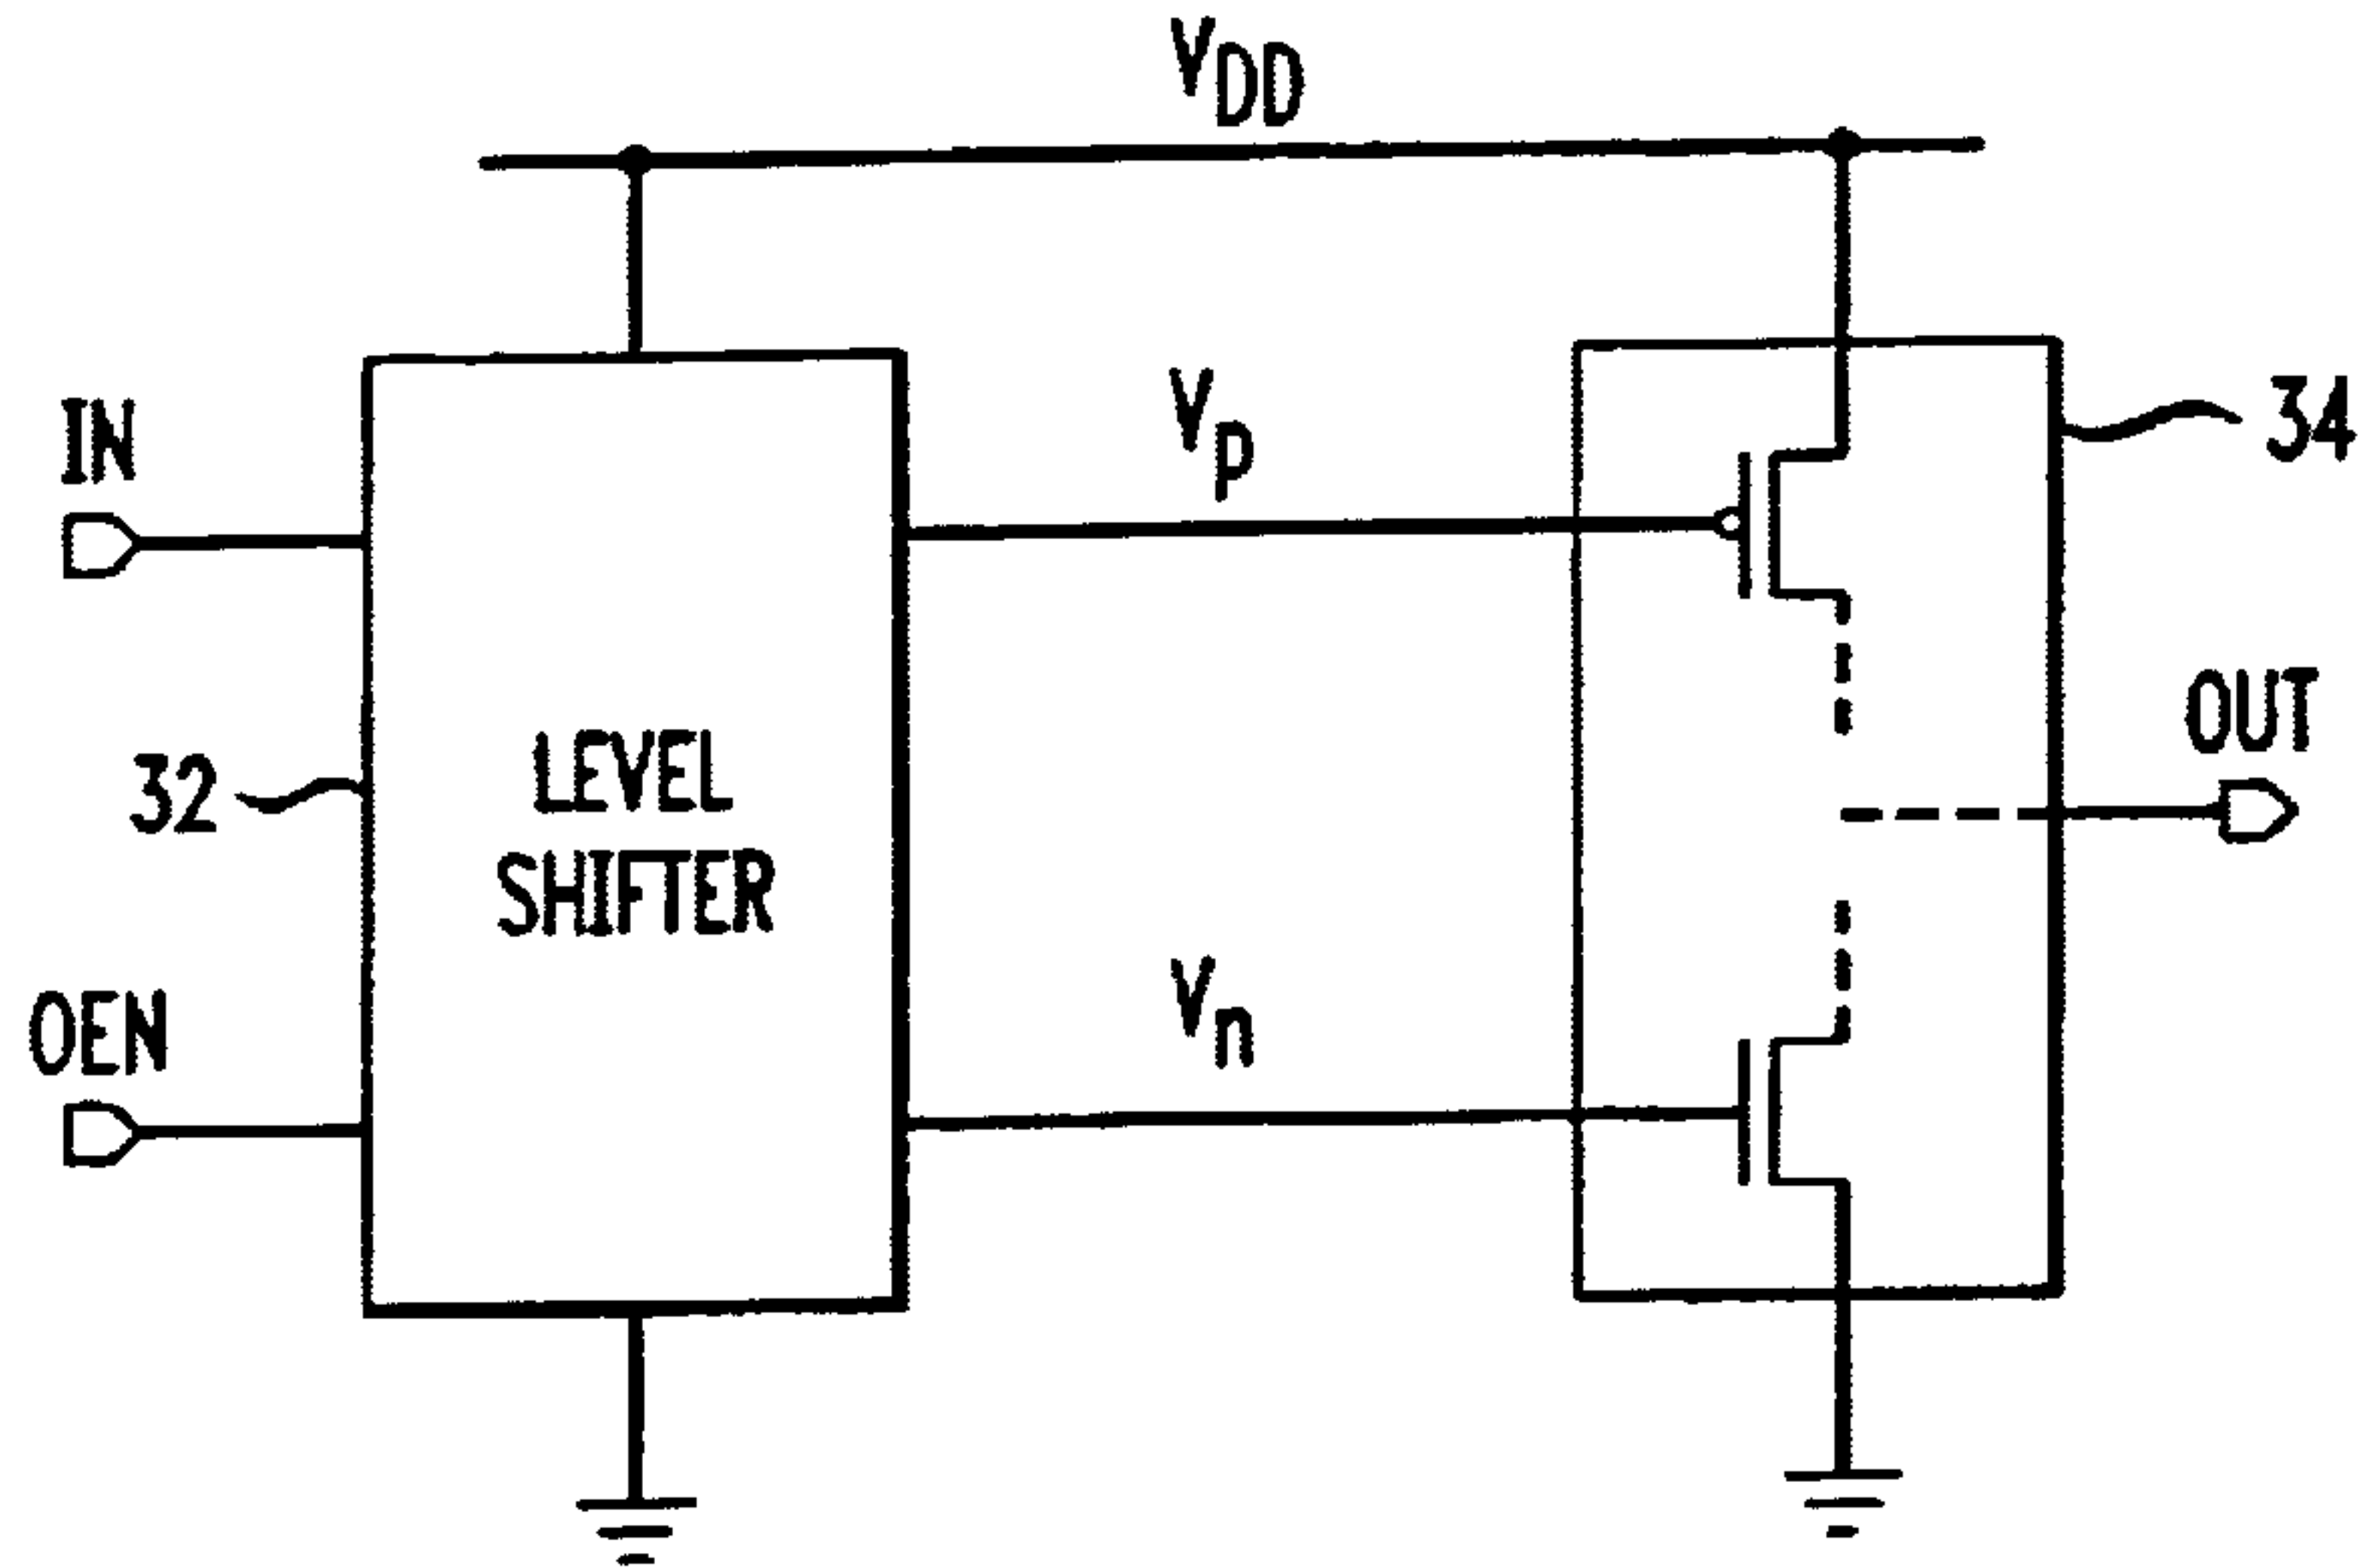 VDD
IN
Vp
34
OUT
32
LEVEL
SHIFTER
OEN
Vn